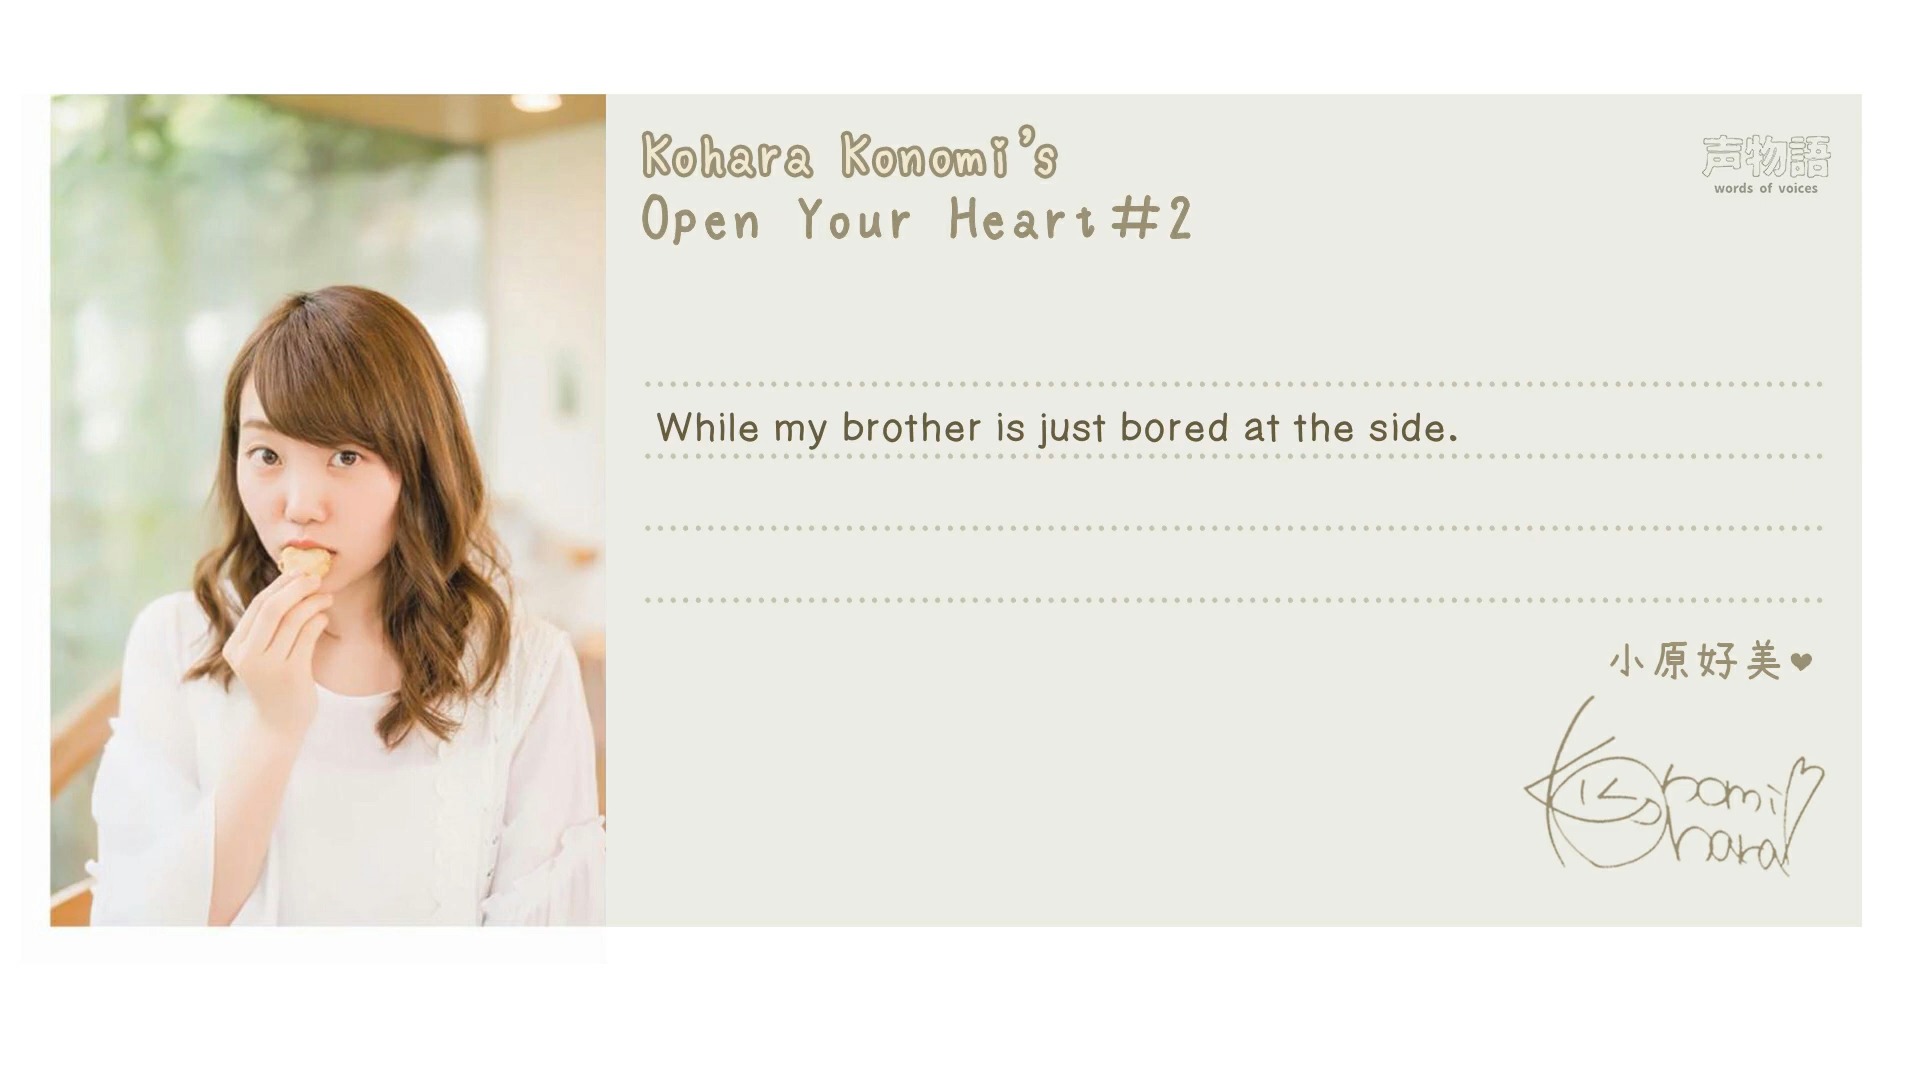 Kohara Konomi's
Open Your Heart#2
声物語
words of voices
While my brother is just bored at the side.
小原好美❤
Konomi
Kohara